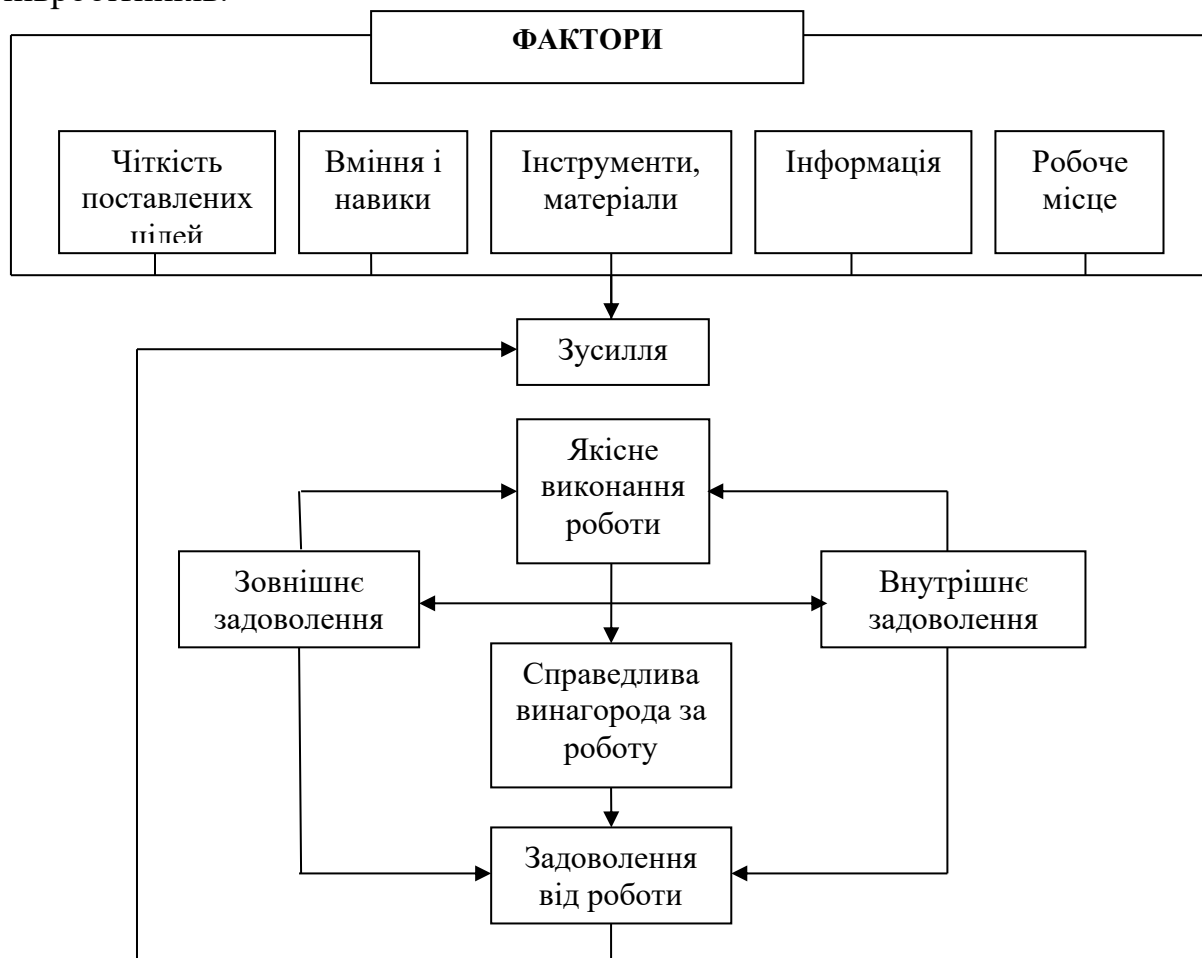 ФАКТОРИ
Чіткість
поставлених
цілей
Вміння і
навики
Інструменти,
матеріали
Інформація
Робоче
місце
Зусилля
Якісне
виконання
роботи
Зовнішнє
задоволення
Внутрішнє
задоволення
Справедлива
винагорода за
роботу
Задоволення
від роботи